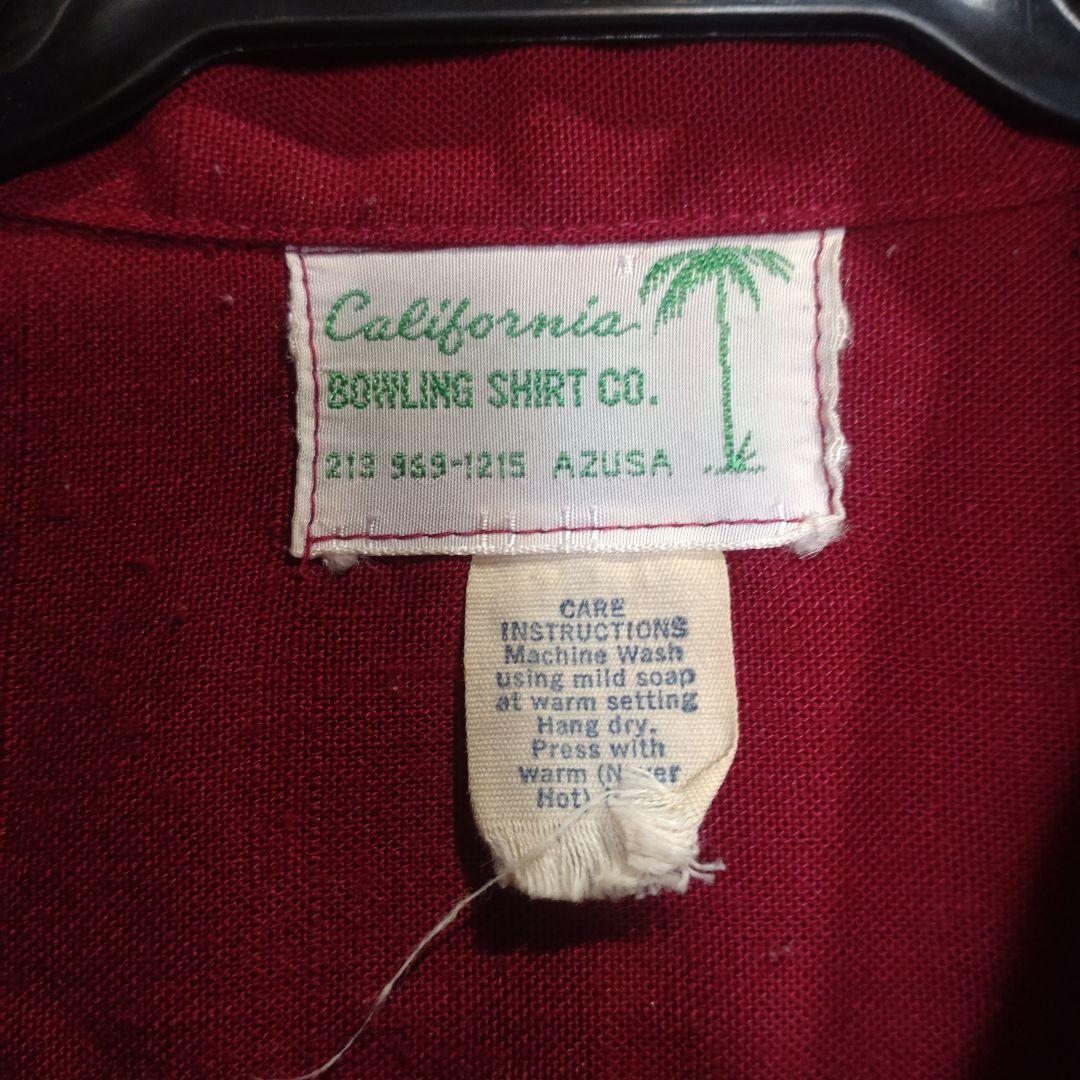 California
BOWLING SHIRT CO.
213 969-1215 AZUSA
CARE
INSTRUCTIONS
Machine Wash
using mild soap
at warm setting
Hang dry.
Press with
warm (Never
Hot)